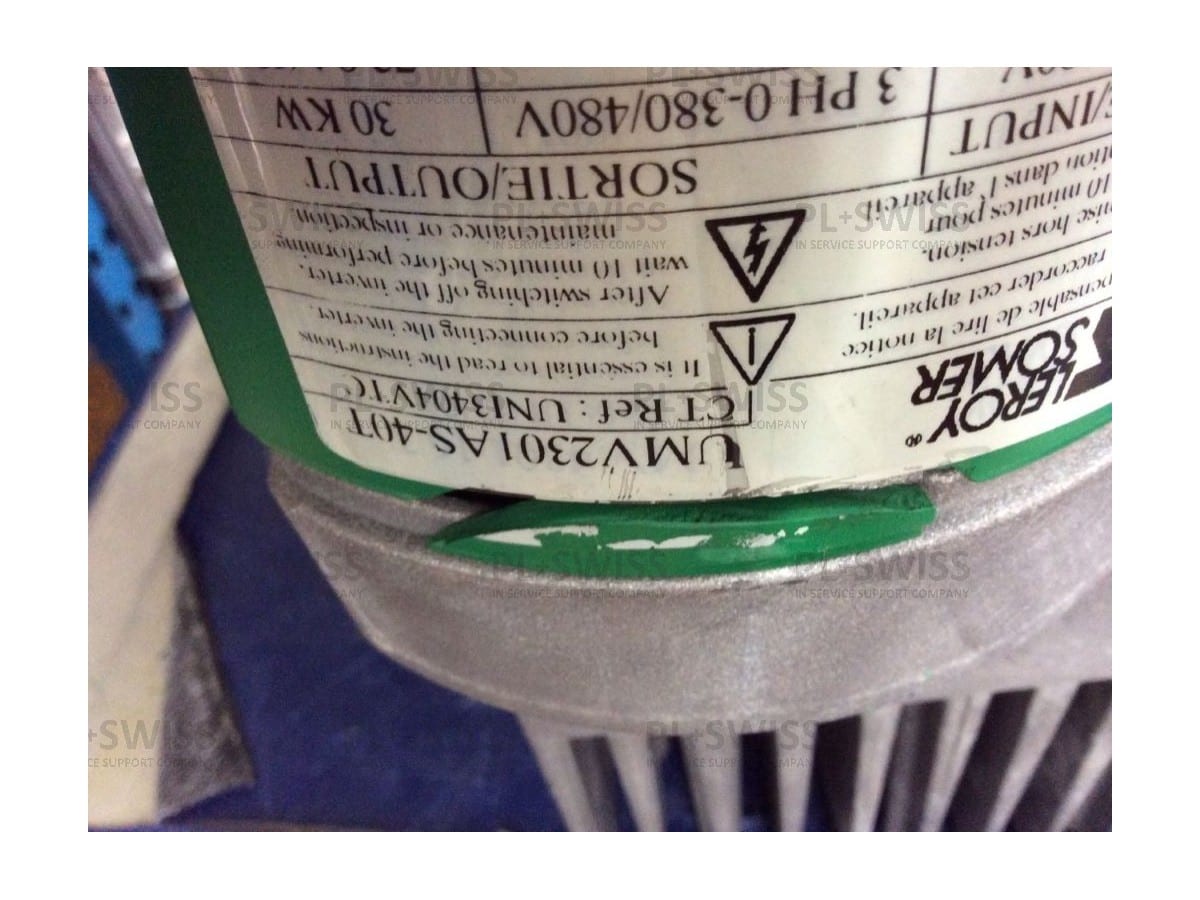 LEROY®
SOMER
UMV2301AS-40T
CT Ref : UNI3404VTC
pensable de lire la notice
raccorder cet appareil.
It is essential to read the instructions
before connecting the inverter.
mise hors tension.
10 minutes pour
ntion dans l'appareil
After switching off the inverter.
wait 10 minutes before performing
maintenance or inspection.
E/INPUT
SORTIE/OUTPUT
3 PH 0-380/480V
30 KW
PL+SWISS
IN SERVICE SUPPORT COMPANY